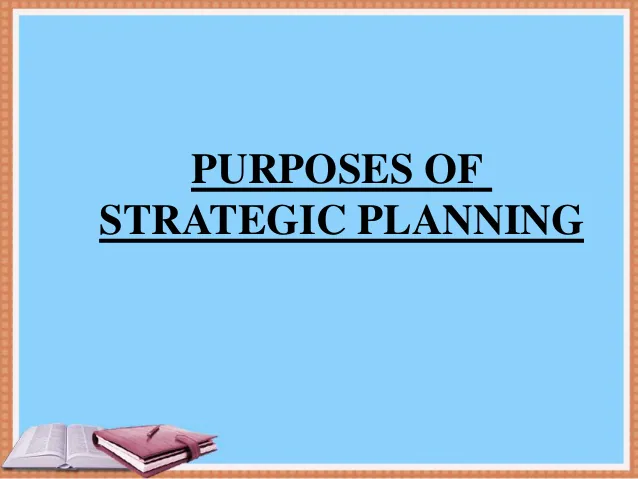 PURPOSES OF
STRATEGIC PLANNING